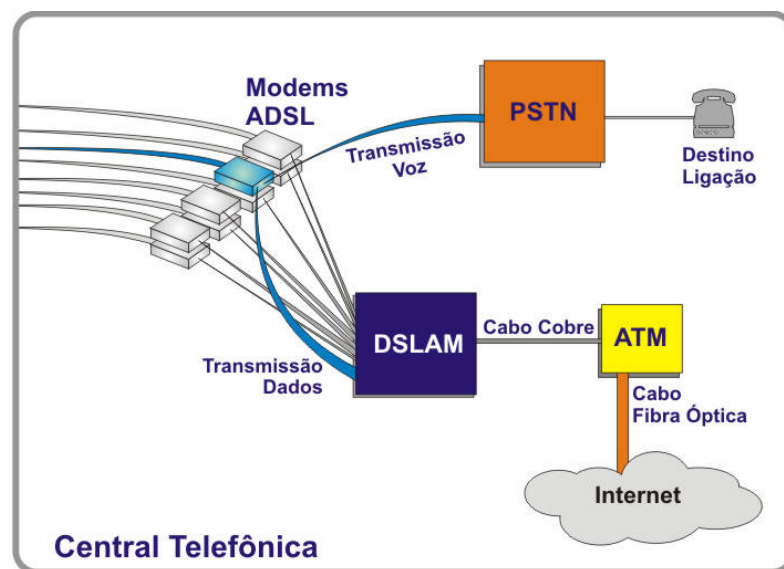 Modems
ADSL
PSTN
Transmissão
Voz
Destino
Ligação
DSLAM
Cabo Cobre
ATM
Transmissão
Dados
Cabo
Fibra Óptica
Internet
Central Telefônica